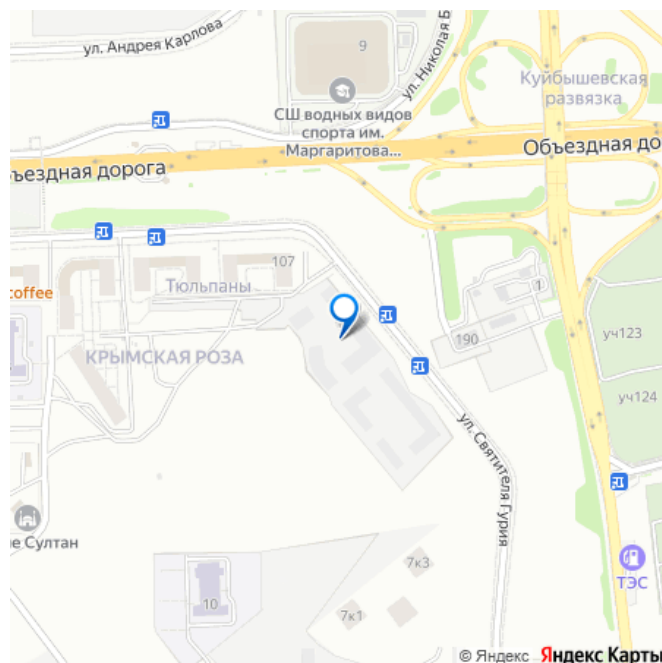 ул. Андрея Карлова
9
ул. Николая Б
СШ водных видов
спорта им.
Маргаритова...
Куйбышевская
развязка
ъездная дорога
Объездная до
107
Тюльпаны
coffee
1
190
уч123
КРЫМСКАЯ РОЗА
уч124
ул. Святителя Гурия
е Султан
7к3
ТЭС
10
7к1
© Яндекс Яндекс Карты